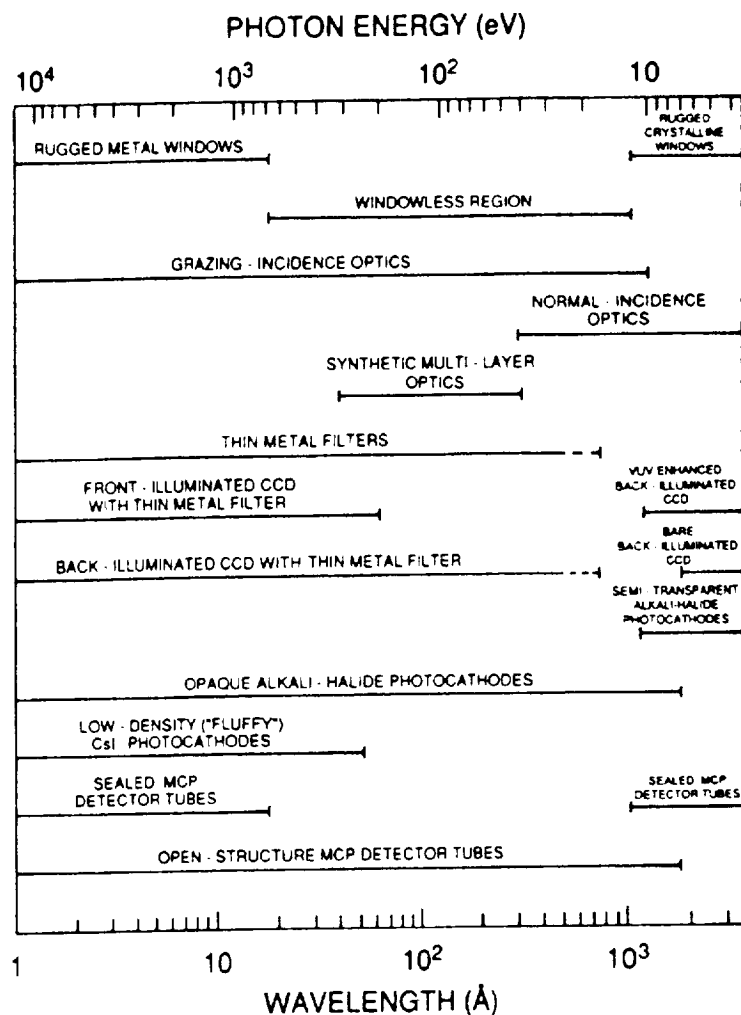 PHOTON ENERGY (eV)
10⁴ 10³ 10² 10
RUGGED METAL WINDOWS
RUGGED
CRYSTALLINE
WINDOWS
WINDOWLESS REGION
GRAZING - INCIDENCE OPTICS
NORMAL - INCIDENCE
OPTICS
SYNTHETIC MULTI - LAYER
OPTICS
THIN METAL FILTERS
FRONT - ILLUMINATED CCD
WITH THIN METAL FILTER
VUV ENHANCED
BACK - ILLUMINATED
CCD
BACK - ILLUMINATED CCD WITH THIN METAL FILTER
BARE
BACK - ILLUMINATED
CCD
SEMI - TRANSPARENT
ALKALI-HALIDE
PHOTOCATHODES
OPAQUE ALKALI - HALIDE PHOTOCATHODES
LOW - DENSITY ("FLUFFY")
CsI PHOTOCATHODES
SEALED MCP
DETECTOR TUBES
SEALED MCP
DETECTOR TUBES
OPEN - STRUCTURE MCP DETECTOR TUBES
1 10 10² 10³
WAVELENGTH (Å)